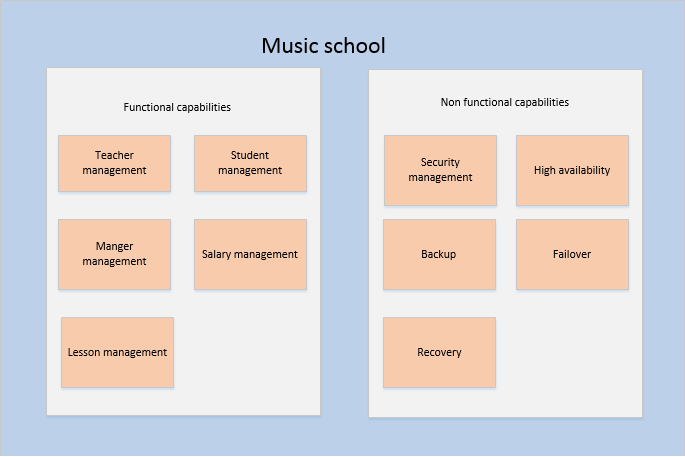 Music school
Functional capabilities
Teacher
management
Student
management
Manger
management
Salary management
Lesson management
Non functional capabilities
Security
management
High availability
Backup
Failover
Recovery